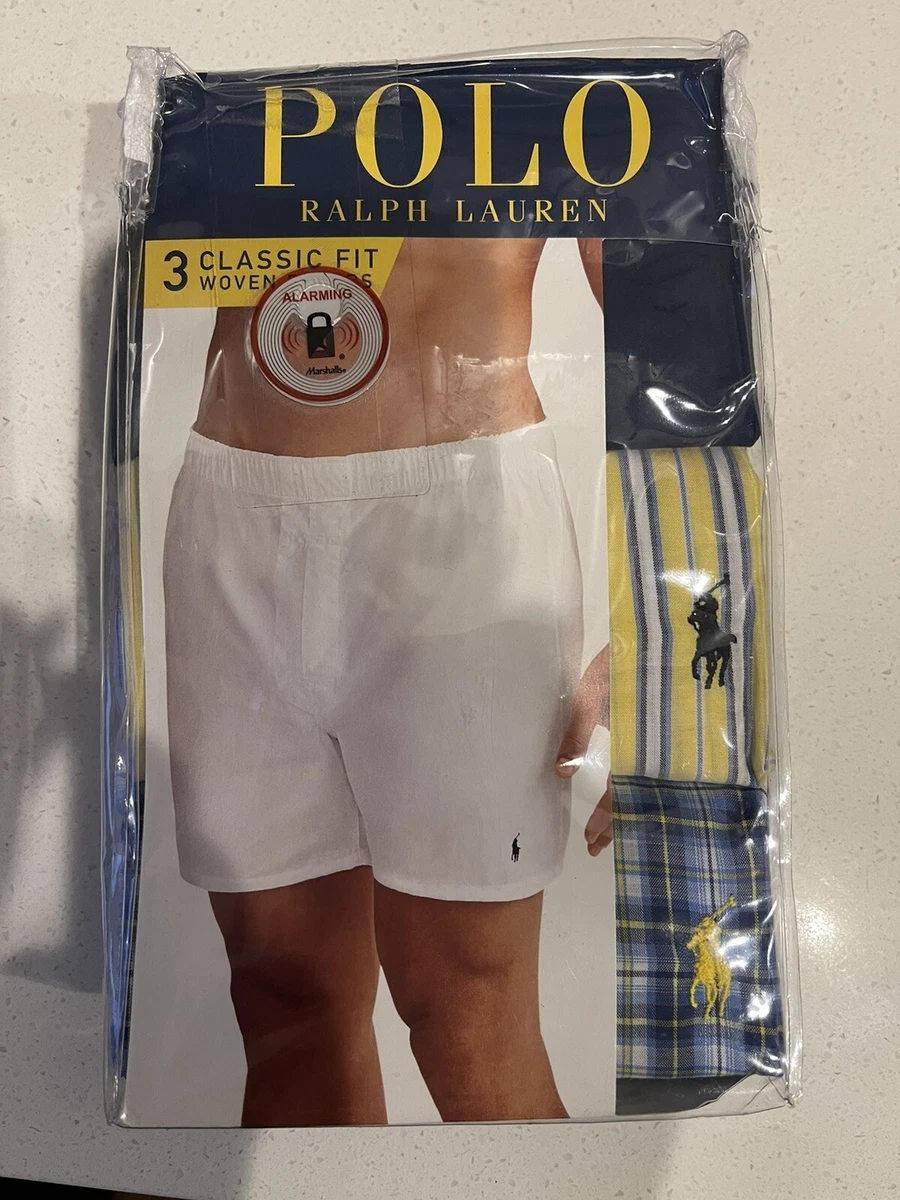 POLO
RALPH LAUREN
3 CLASSIC FIT
WOVEN
ALARMING
Marshalls®